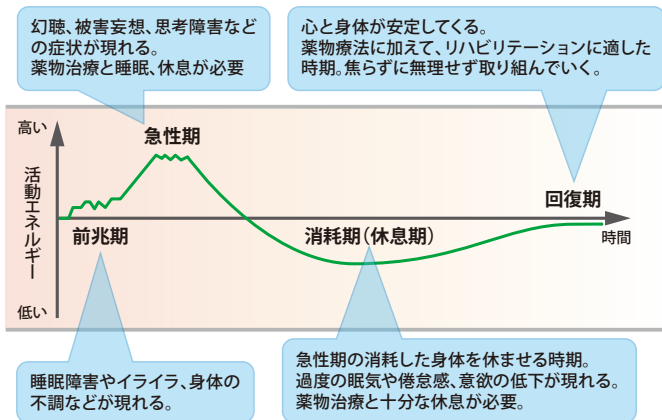 幻聴、被害妄想、思考障害など
の症状が現れる。
薬物治療と睡眠、休息が必要
心と身体が安定してくる。
薬物療法に加えて、リハビリテーションに適した
時期。焦らずに無理せず取り組んでいく。
高い
急性期
活動エネルギー
回復期
前兆期
消耗期(休息期)
時間
低い
睡眠障害やイライラ、身体の
不調などが現れる。
急性期の消耗した身体を休ませる時期。
過度の眠気や倦怠感、意欲の低下が現れる。
薬物治療と十分な休息が必要。